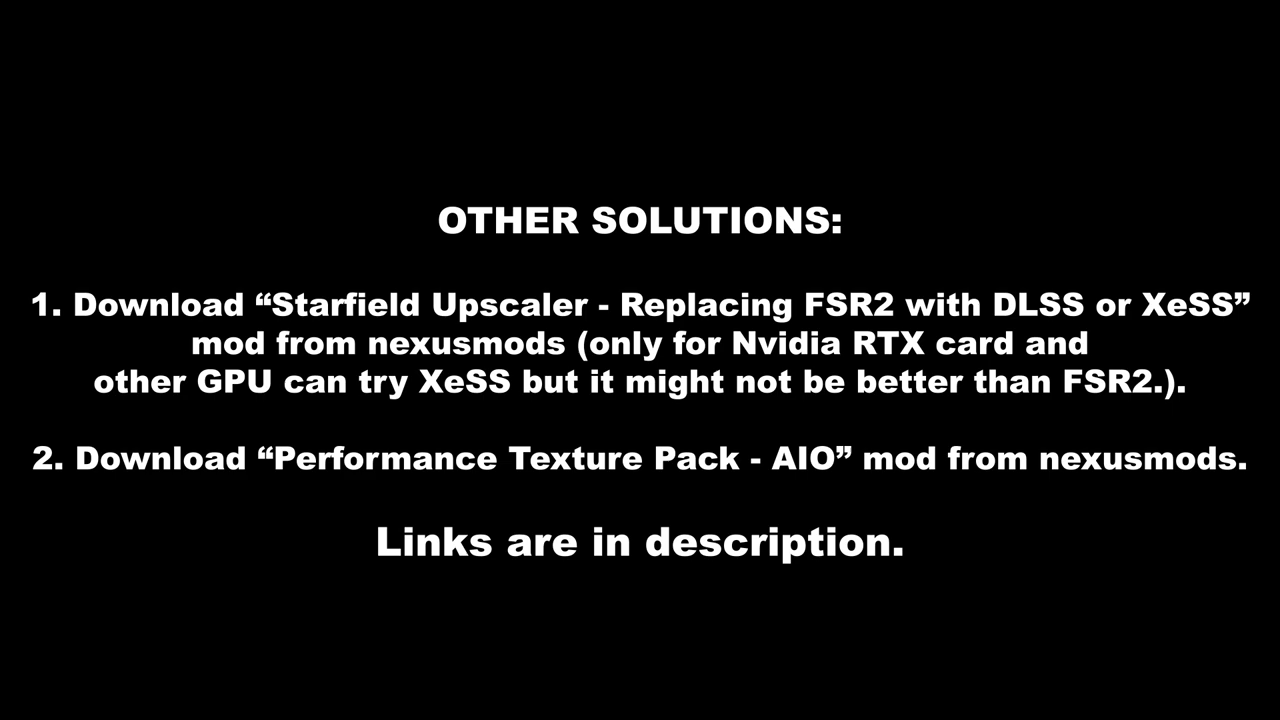 OTHER SOLUTIONS:
1. Download “Starfield Upscaler - Replacing FSR2 with DLSS or XeSS”
mod from nexusmods (only for Nvidia RTX card and
other GPU can try XeSS but it might not be better than FSR2.).
2. Download “Performance Texture Pack - AIO” mod from nexusmods.
Links are in description.